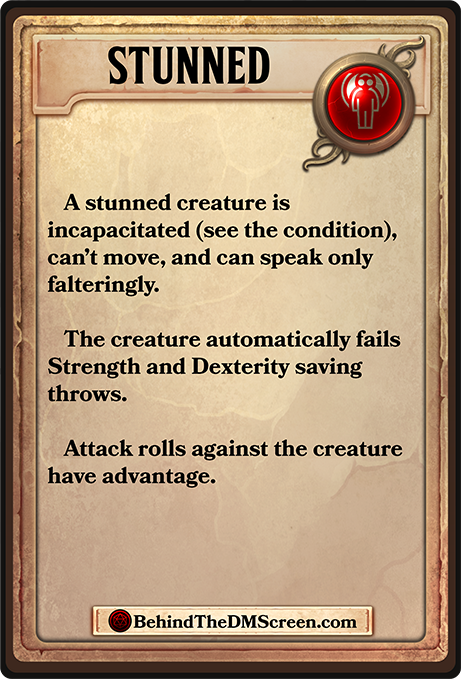 STUNNED
A stunned creature is
incapacitated (see the condition),
can't move, and can speak only
falteringly.
The creature automatically fails
Strength and Dexterity saving
throws.
Attack rolls against the creature
have advantage.
BehindTheDMScreen.com